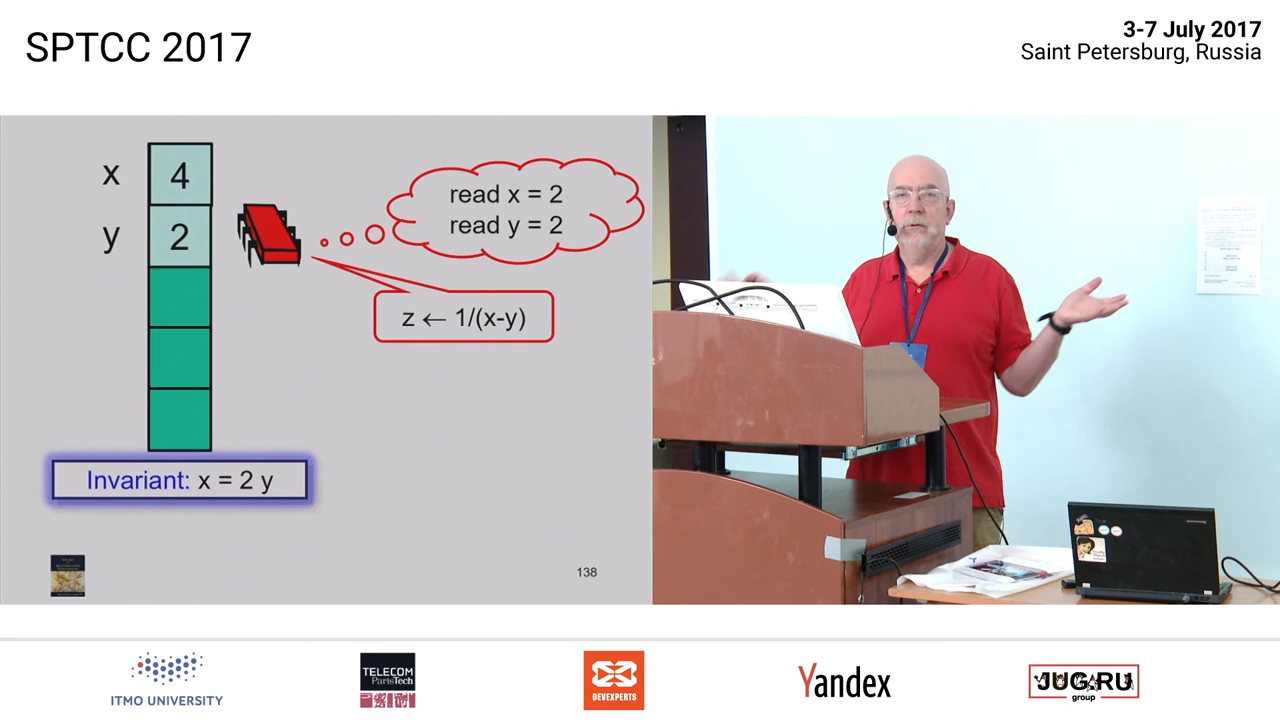 SPTCC 2017
3-7 July 2017
Saint Petersburg, Russia
x
4
y
2
read x = 2
read y = 2
z ← 1/(x-y)
Invariant: x = 2 y
138
ITMO UNIVERSITY
TELECOM
ParisTech
DEVEXPERTS
Yandex
JUG.RU
group